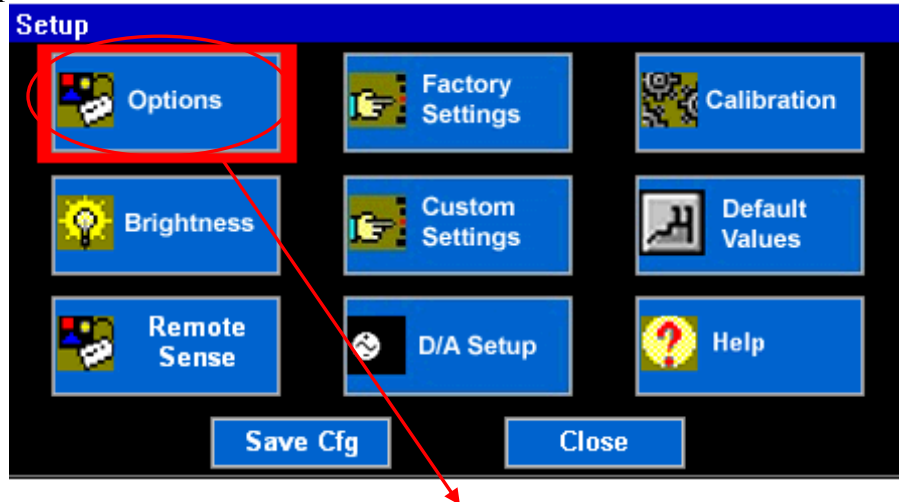 Setup
Options
Factory
Settings
Calibration
Brightness
Custom
Settings
Default
Values
Remote
Sense
D/A Setup
Help
Save Cfg
Close